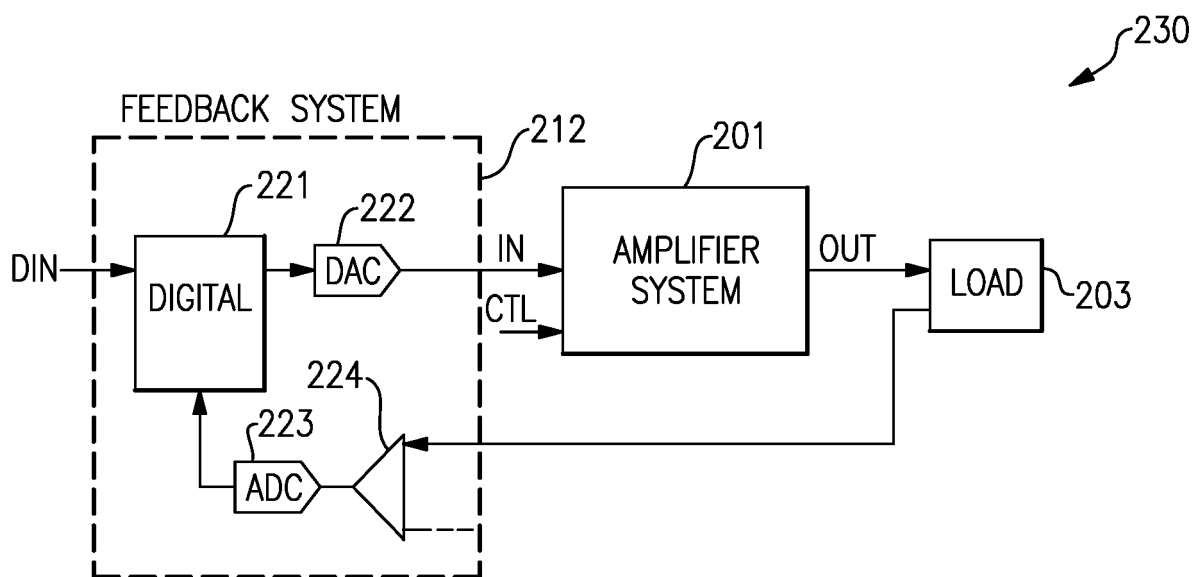 230
FEEDBACK SYSTEM
212
201
221
222
DIN
DIGITAL
DAC
IN
CTL
AMPLIFIER
SYSTEM
OUT
LOAD
203
224
223
ADC